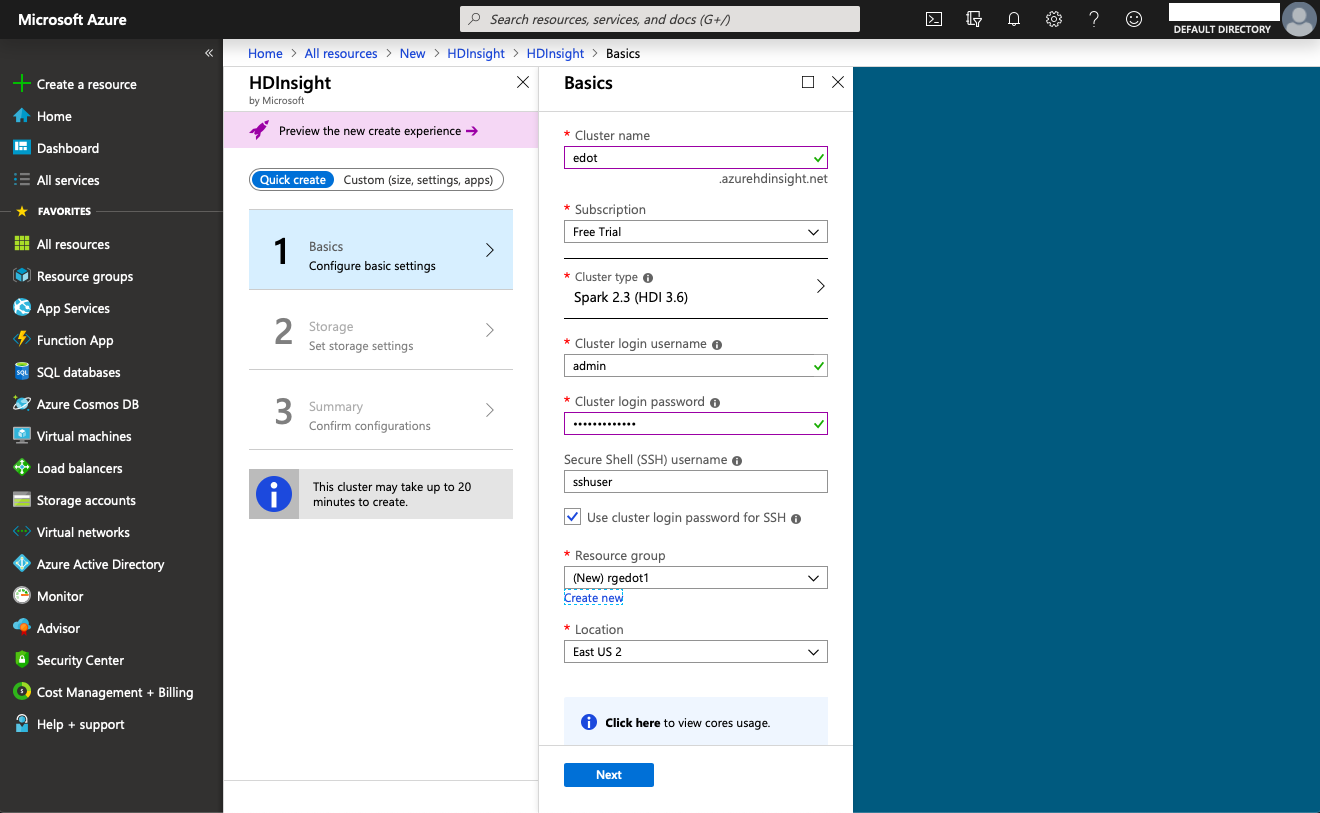 Microsoft Azure
Search resources, services, and docs (G+/)
DEFAULT DIRECTORY
«
Create a resource
Home
Dashboard
All services
FAVORITES
All resources
Resource groups
App Services
Function App
SQL databases
Azure Cosmos DB
Virtual machines
Load balancers
Storage accounts
Virtual networks
Azure Active Directory
Monitor
Advisor
Security Center
Cost Management + Billing
Help + support
Home > All resources > New > HDInsight > HDInsight > Basics
HDInsight
by Microsoft
Preview the new create experience →
Quick create Custom (size, settings, apps)
1 Basics
Configure basic settings
2 Storage
Set storage settings
3 Summary
Confirm configurations
This cluster may take up to 20
minutes to create.
Basics
* Cluster name
edot
.azurehdinsight.net
* Subscription
Free Trial
* Cluster type
Spark 2.3 (HDI 3.6)
* Cluster login username
admin
* Cluster login password
•••••••••••••
Secure Shell (SSH) username
sshuser
Use cluster login password for SSH
* Resource group
(New) rgedot1
Create new
* Location
East US 2
Click here to view cores usage.
Next